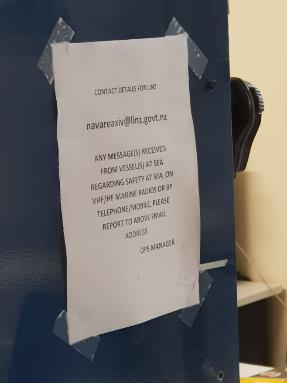 CONTACT DETAILS FOR LINZ
navareaxiv@linz.govt.nz
ANY MESSAGE(S) RECEIVED
FROM VESSEL(S) AT SEA
REGARDING SAFETY AT SEA, ON
VHF/HF MARINE RADIOS OR BY
TELEPHONE/MOBILE, PLEASE
REPORT TO ABOVE EMAIL
ADDRESS
OPS MANAGER